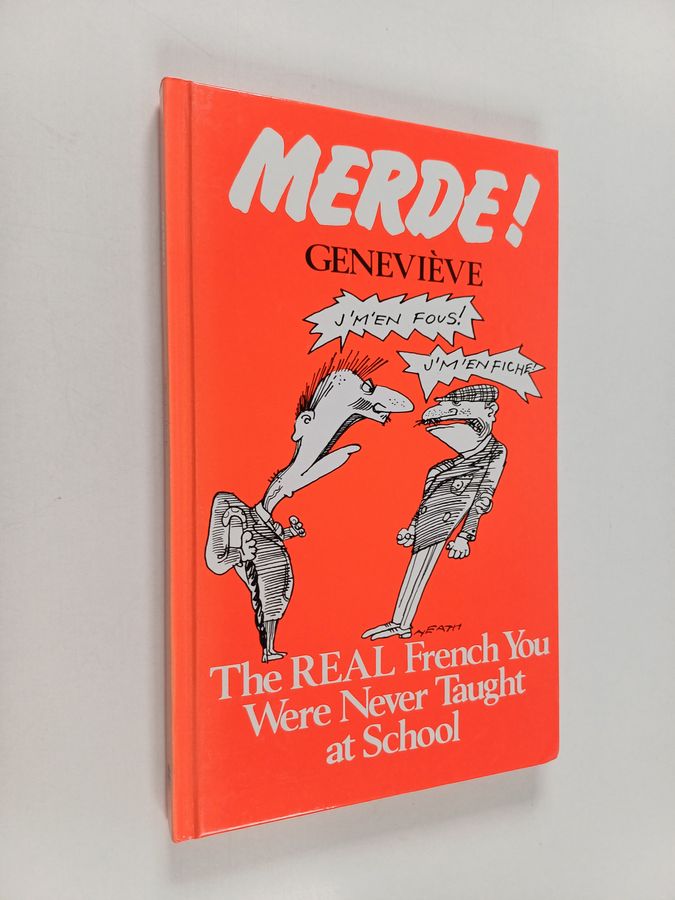 MERDE!
GENEVIÈVE
J'M'EN FOUS!
J'M'EN FICHE!
HEATH
The REAL French You
Were Never Taught
at School